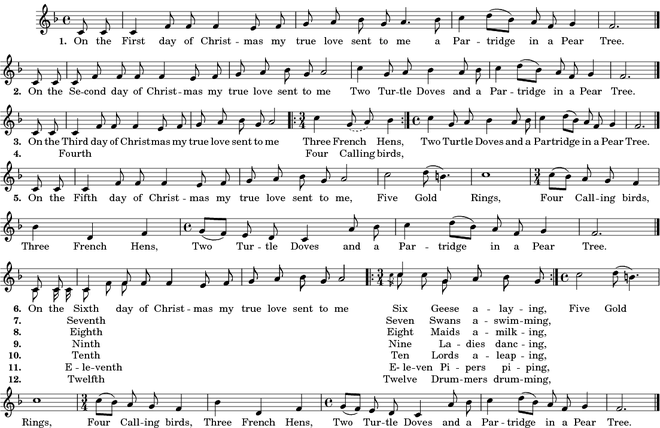 1. On the First day of Christ - mas my true love sent to me a Par - tridge in a Pear Tree.
2. On the Se-cond day of Christ - mas my true love sent to me Two Tur-tle Doves and a Par - tridge in a Pear Tree.
3. On the Third day of Christmas my true love sent to me Three French Hens, Two Turtle Doves and a Partridge in a Pear Tree.
4. Fourth Four Calling birds,
5. On the Fifth day of Christ - mas my true love sent to me, Five Gold Rings, Four Call - ing birds,
Three French Hens, Two Tur - tle Doves and a Par - tridge in a Pear Tree.
6. On the Sixth day of Christ - mas my true love sent to me Six Geese a - lay - ing, Five Gold
7. Seventh Seven Swans a - swim - ming,
8. Eighth Eight Maids a - milk - ing,
9. Ninth Nine La - dies danc - ing,
10. Tenth Ten Lords a - leap - ing,
11. E - le-venth E-le-ven Pi - pers pi - ping,
12. Twelfth Twelve Drum-mers drum-ming,
Rings, Four Call-ing birds, Three French Hens, Two Tur - tle Doves and a Par - tridge in a Pear Tree.